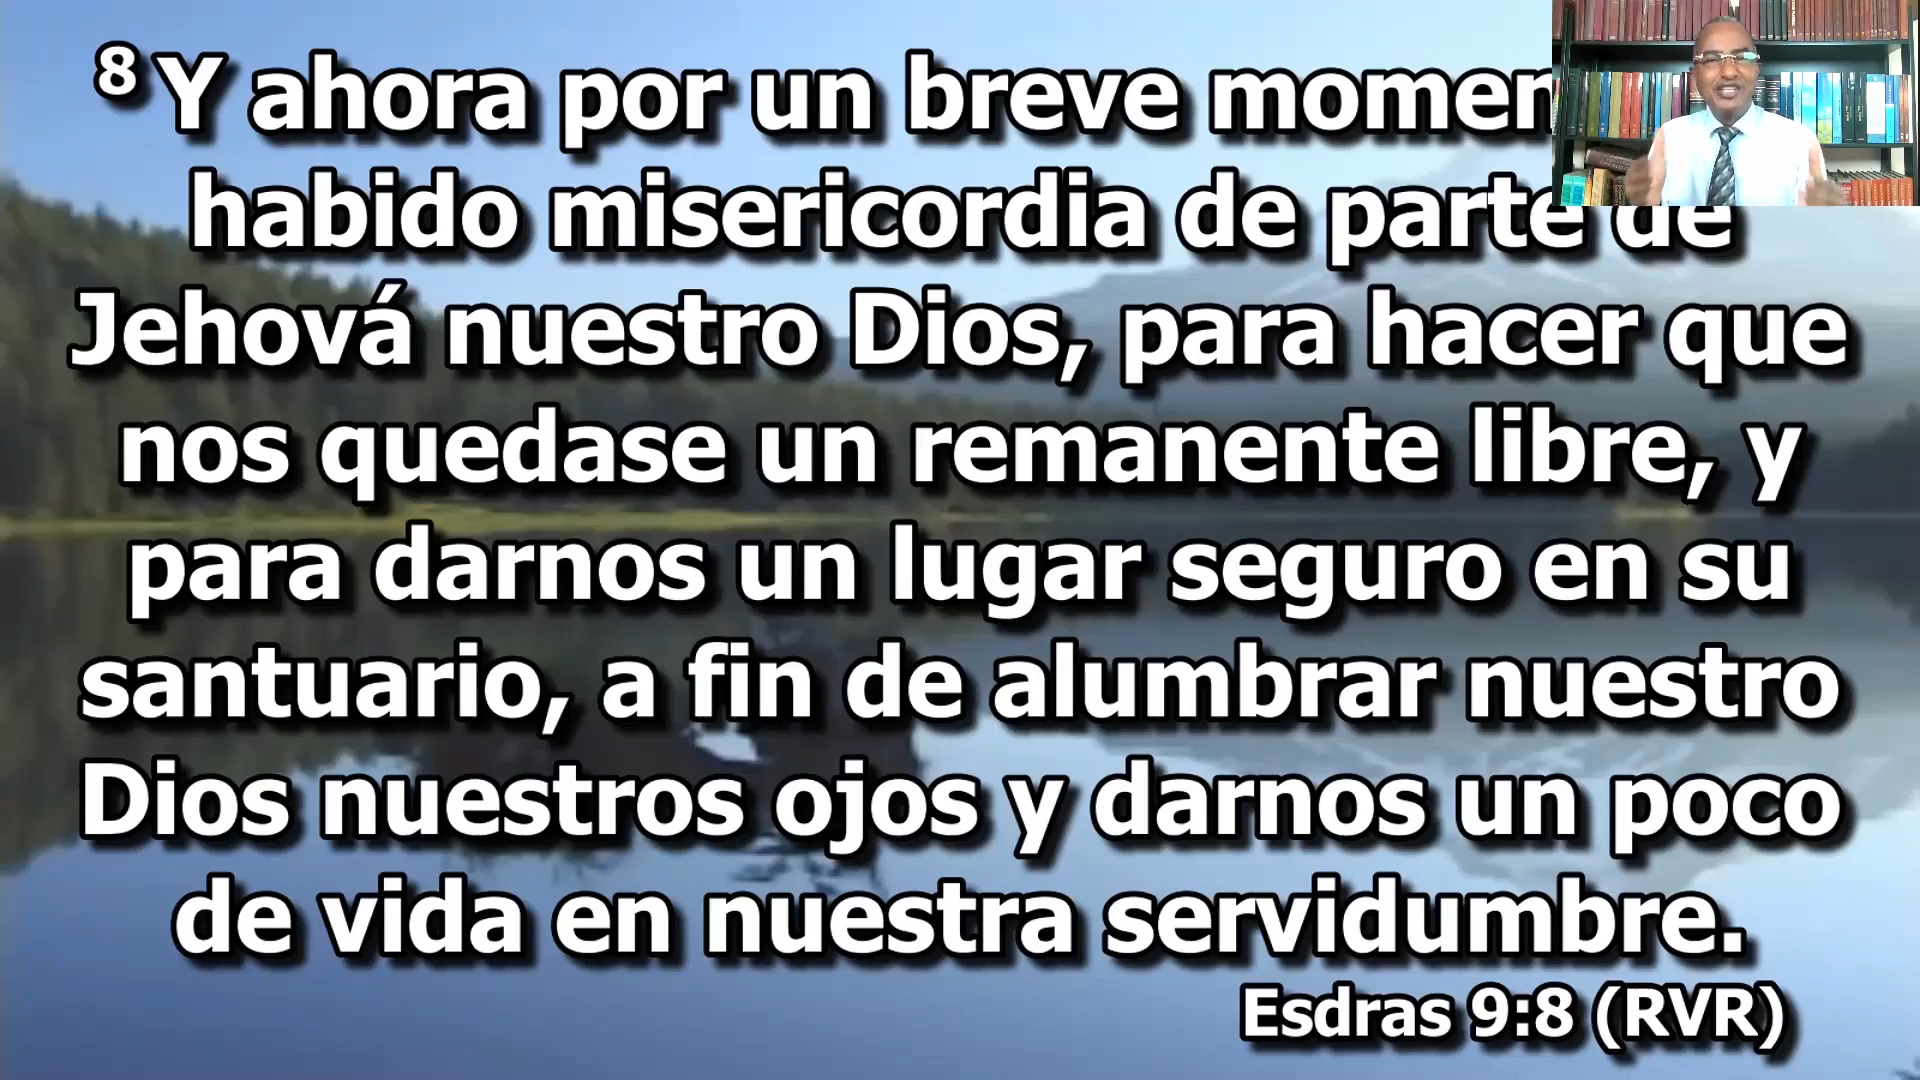 8 Y ahora por un breve momen
habido misericordia de parte de
Jehová nuestro Dios, para hacer que
nos quedase un remanente libre, y
para darnos un lugar seguro en su
santuario, a fin de alumbrar nuestro
Dios nuestros ojos y darnos un poco
de vida en nuestra servidumbre.
Esdras 9:8 (RVR)